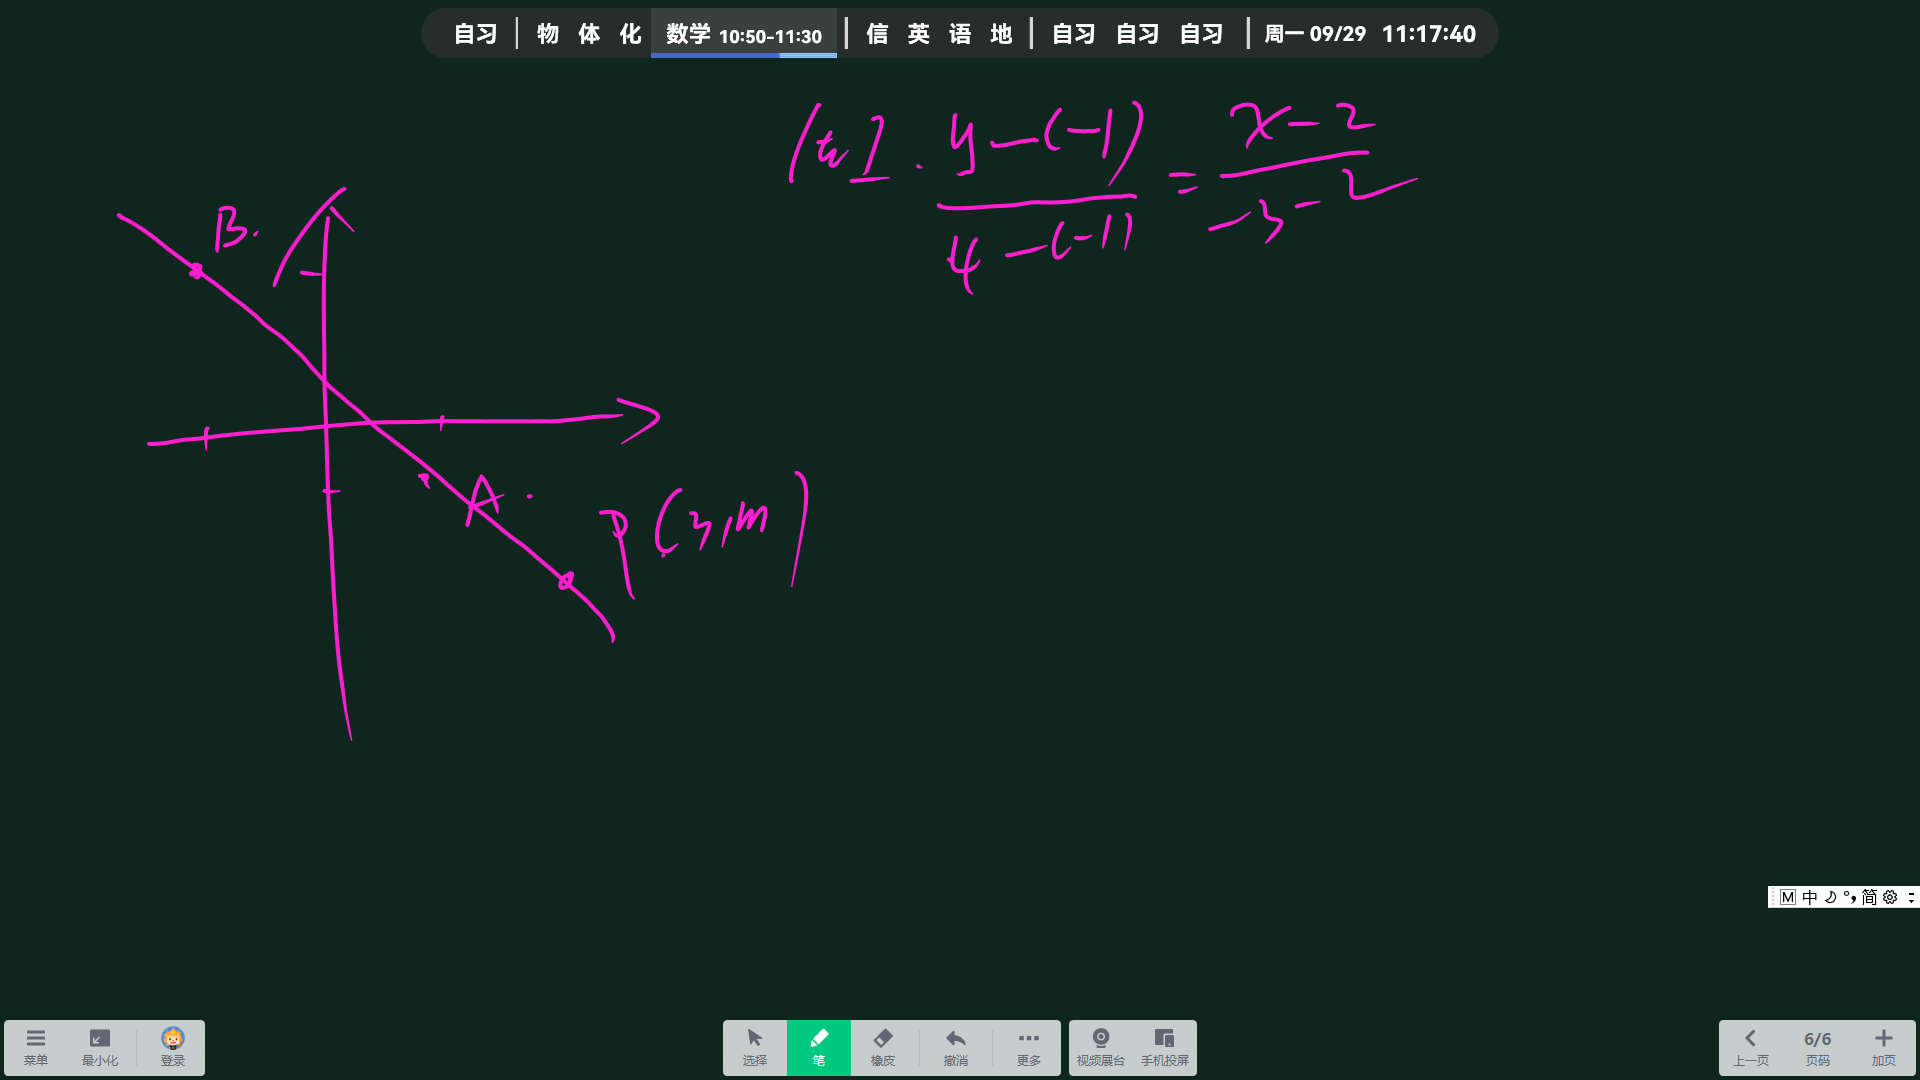 自习 | 物 体 化 数学 10:50-11:30 | 信 英 语 地 | 自习 自习 自习 | 周一 09/29 11:17:40
y-(-1) / 4-(-1) = x-2 / -3-2
B.
A.
P(3,m)
M 中 简
菜单 最小化 登录 选择 笔 橡皮 撤消 更多 视频展台 手机投屏 上一页 6/6 页码 加页